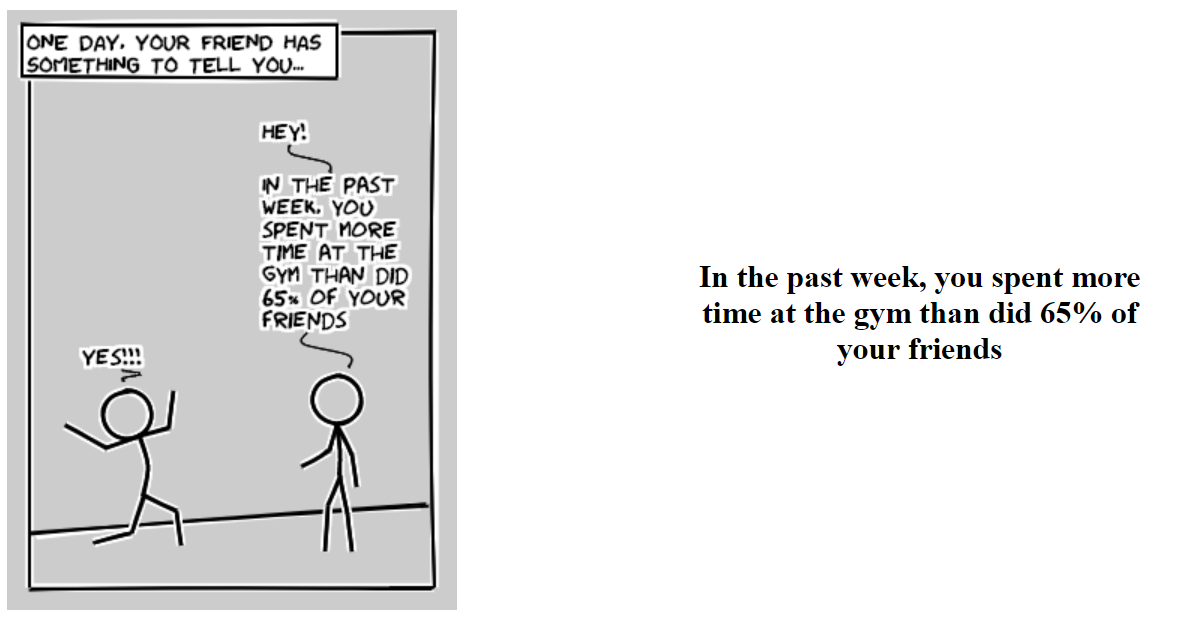 ONE DAY, YOUR FRIEND HAS
SOMETHING TO TELL YOU...
HEY!
IN THE PAST
WEEK, YOU
SPENT MORE
TIME AT THE
GYM THAN DID
65% OF YOUR
FRIENDS
YES!!!
In the past week, you spent more
time at the gym than did 65% of
your friends